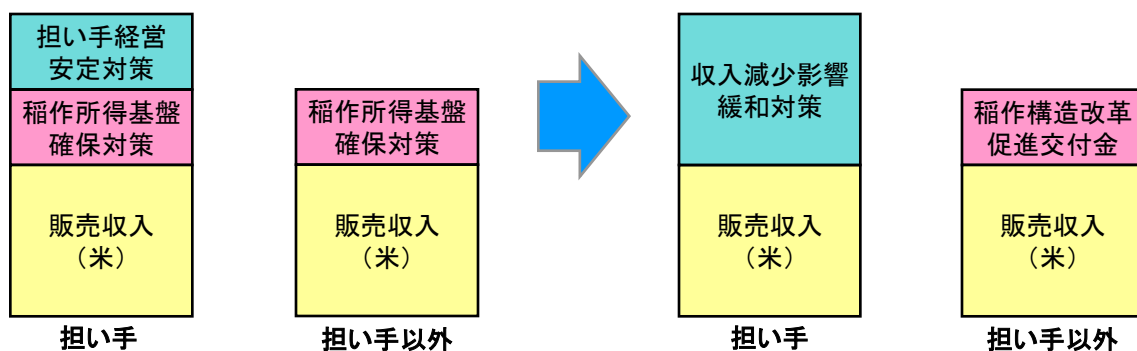 担い手経営
安定対策
稲作所得基盤
確保対策
販売収入
（米）
担い手
稲作所得基盤
確保対策
販売収入
（米）
担い手以外
収入減少影響
緩和対策
販売収入
（米）
担い手
稲作構造改革
促進交付金
販売収入
（米）
担い手以外